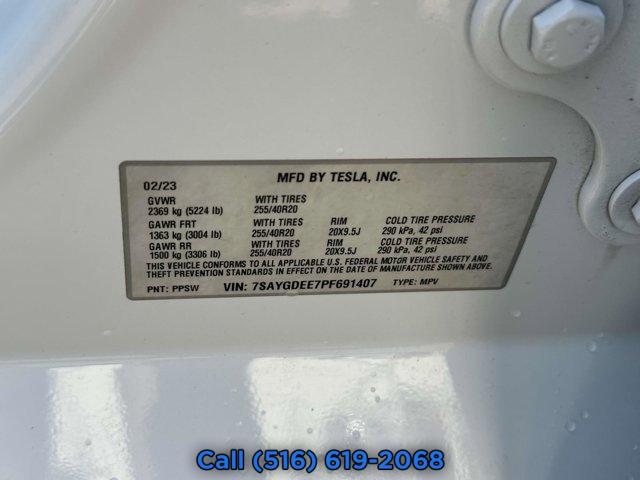 02/23 MFD BY TESLA, INC.
GVWR WITH TIRES
2369 kg (5224 lb) 255/40R20
GAWR FRT WITH TIRES RIM COLD TIRE PRESSURE
1363 kg (3004 lb) 255/40R20 20X9.5J 290 kPa, 42 psi
GAWR RR WITH TIRES RIM COLD TIRE PRESSURE
1500 kg (3306 lb) 255/40R20 20X9.5J 290 kPa, 42 psi
THIS VEHICLE CONFORMS TO ALL APPLICABLE U.S. FEDERAL MOTOR VEHICLE SAFETY AND
THEFT PREVENTION STANDARDS IN EFFECT ON THE DATE OF MANUFACTURE SHOWN ABOVE.
PNT: PPSW VIN: 7SAYGDEE7PF691407 TYPE: MPV
Call (516) 619-2068